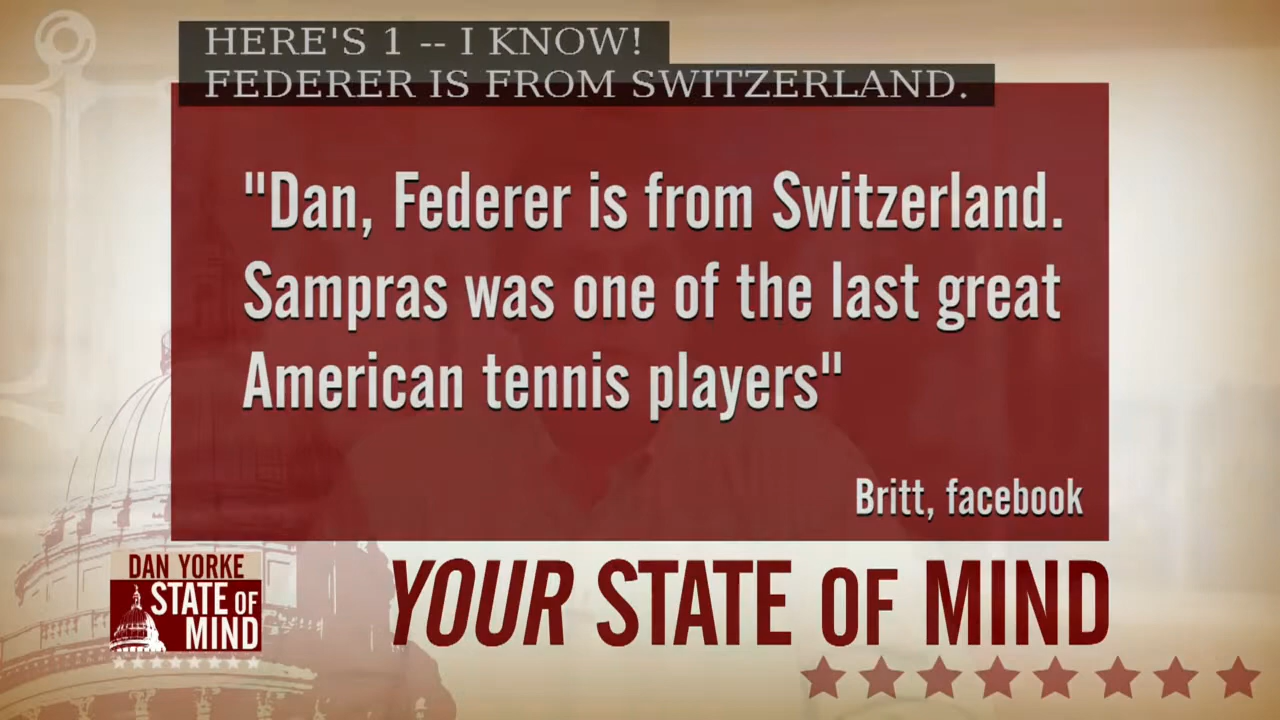 HERE'S 1 -- I KNOW!
FEDERER IS FROM SWITZERLAND.
"Dan, Federer is from Switzerland.
Sampras was one of the last great
American tennis players"
Britt, facebook
DAN YORKE
STATE OF
MIND
YOUR STATE OF MIND